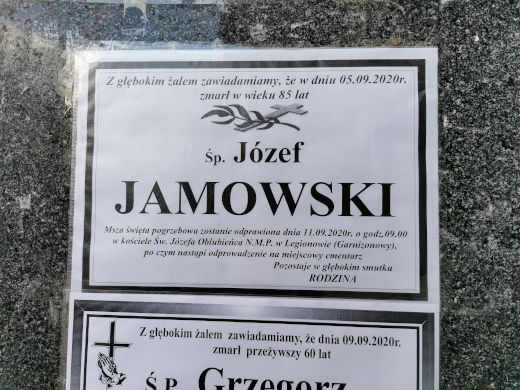 Z głębokim żalem zawiadamiamy, że w dniu 05.09.2020r.
zmarł w wieku 85 lat
Śp. Józef
JAMOWSKI
Msza święta pogrzebowa zostanie odprawiona dnia 11.09.2020r. o godz.09.00
w kościele Św. Józefa Oblubieńca N.M.P. w Legionowie (Garnizonowy),
po czym nastąpi odprowadzenie na miejscowy cmentarz
Pozostaje w głębokim smutku
RODZINA
Z głębokim żalem zawiadamiamy, że dnia 09.09.2020r.
zmarł przeżywszy 60 lat
Ś.P. Grzegorz